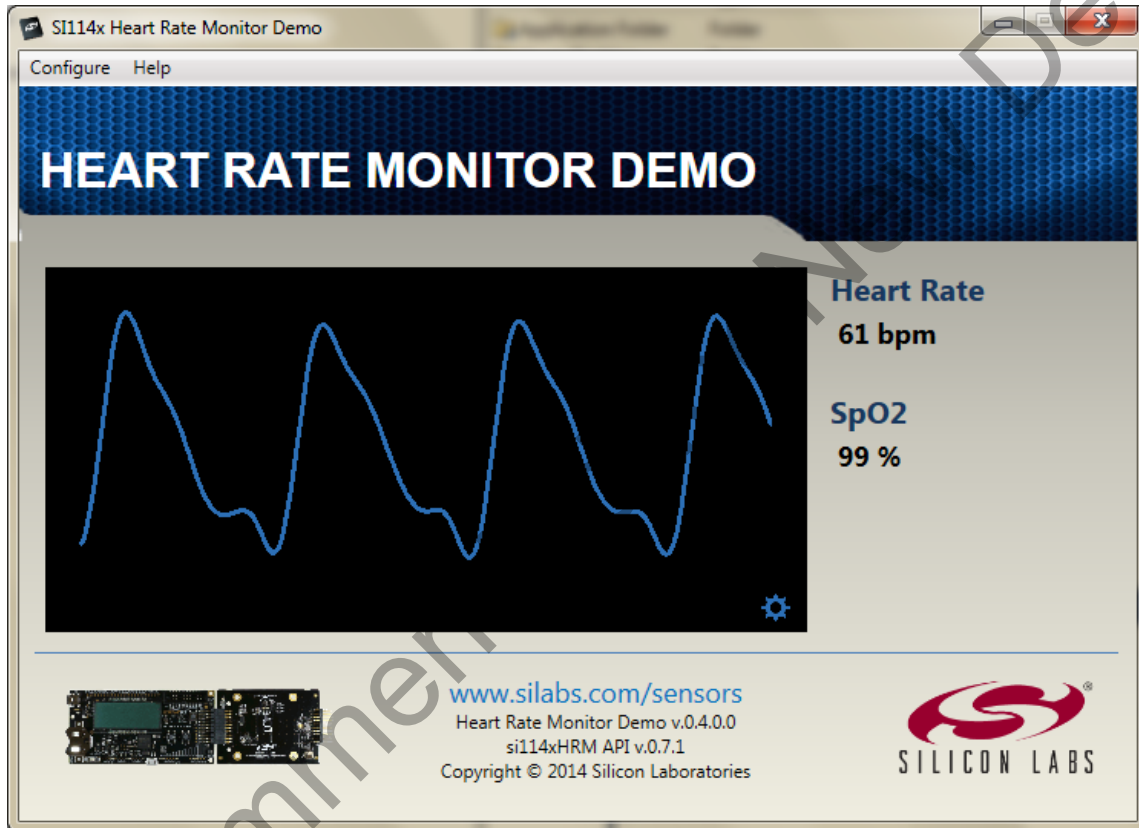 SI114x Heart Rate Monitor Demo
Configure Help
HEART RATE MONITOR DEMO
Heart Rate
61 bpm
SpO2
99 %
www.silabs.com/sensors
Heart Rate Monitor Demo v.0.4.0.0
si114xHRM API v.0.7.1
Copyright © 2014 Silicon Laboratories
SILICON LABS